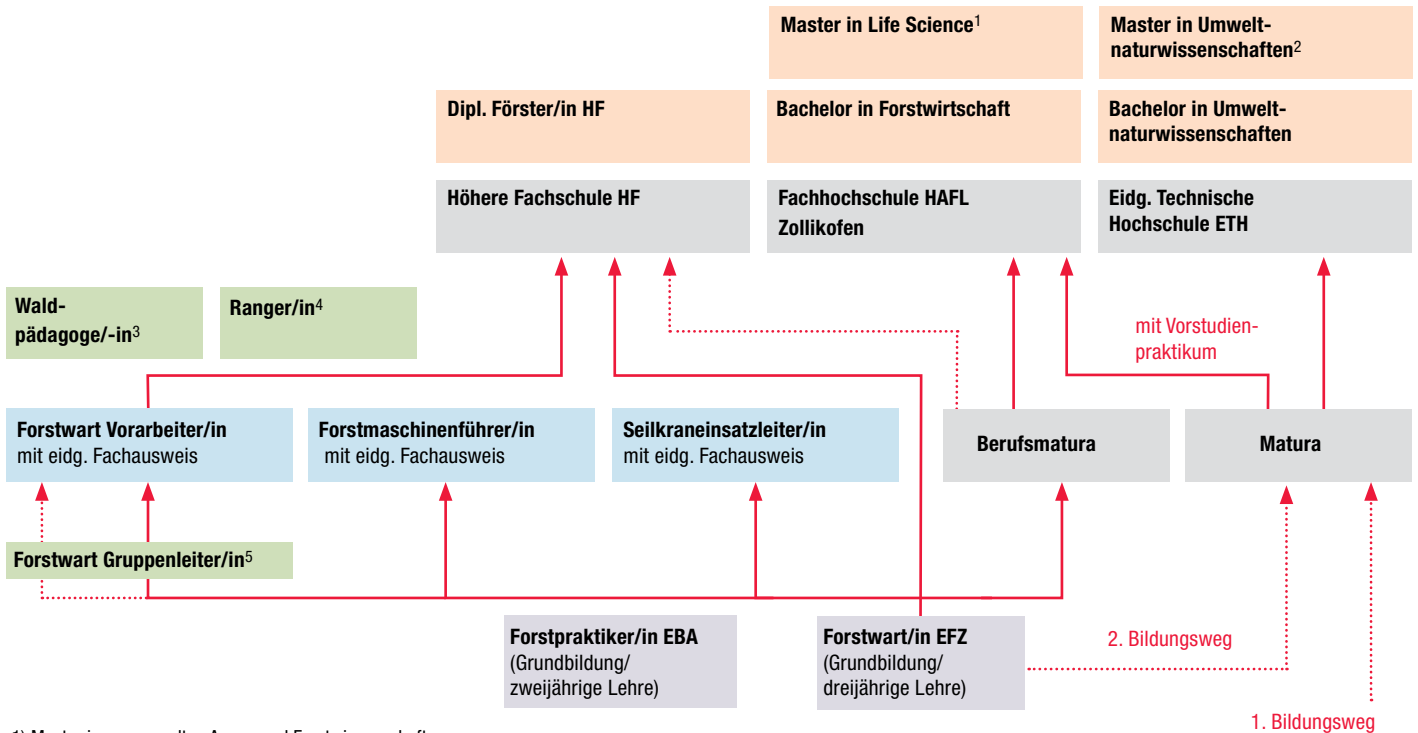 Master in Life Science1
Master in Umwelt-
naturwissenschaften2
Dipl. Förster/in HF
Bachelor in Forstwirtschaft
Bachelor in Umwelt-
naturwissenschaften
Höhere Fachschule HF
Fachhochschule HAFL
Zollikofen
Eidg. Technische
Hochschule ETH
Wald-
pädagoge/-in3
Ranger/in4
mit Vorstudien-
praktikum
Forstwart Vorarbeiter/in
mit eidg. Fachausweis
Forstmaschinenführer/in
mit eidg. Fachausweis
Seilkraneinsatzleiter/in
mit eidg. Fachausweis
Berufsmatura
Matura
Forstwart Gruppenleiter/in5
Forstpraktiker/in EBA
(Grundbildung/
zweijährige Lehre)
Forstwart/in EFZ
(Grundbildung/
dreijährige Lehre)
2. Bildungsweg
1. Bildungsweg